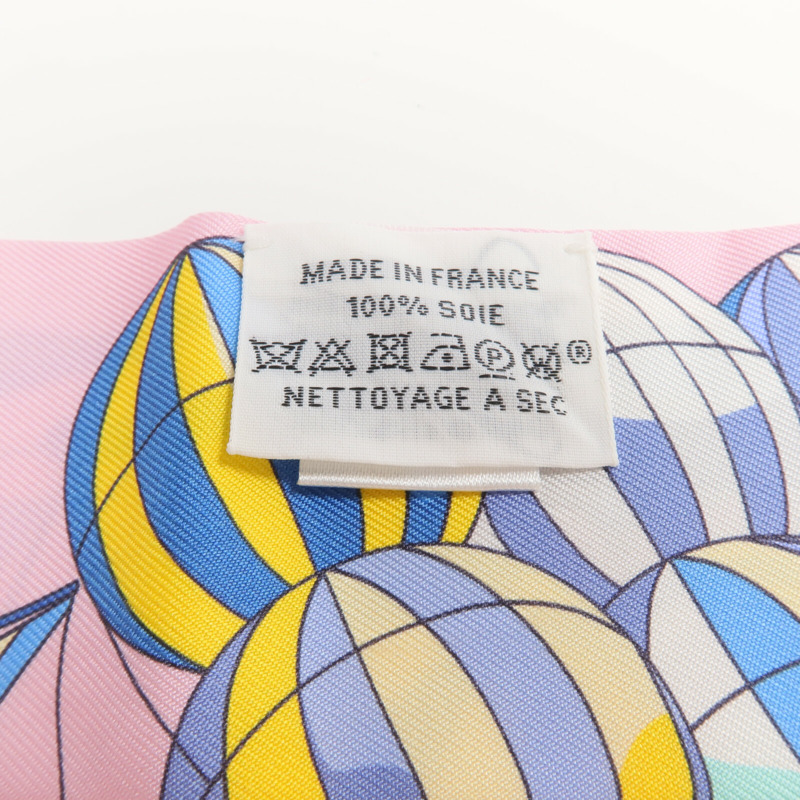 MADE IN FRANCE
100% SOIE
P ®
NETTOYAGE A SEC